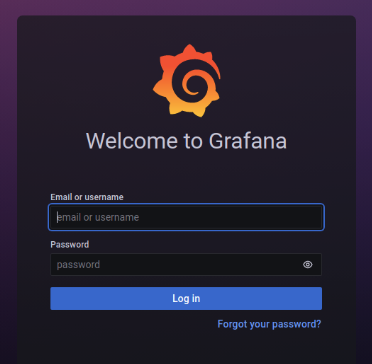 Welcome to Grafana
Email or username
email or username
Password
password
Log in
Forgot your password?